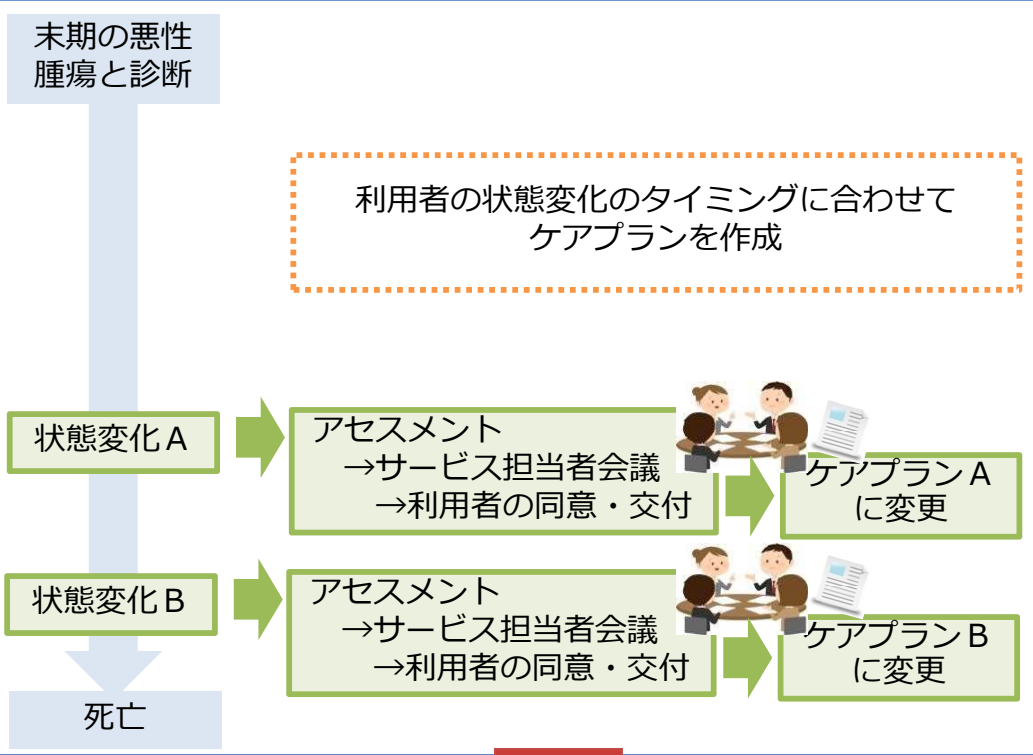 末期の悪性
腫瘍と診断
利用者の状態変化のタイミングに合わせて
ケアプランを作成
状態変化A
アセスメント
→サービス担当者会議
→利用者の同意・交付
ケアプランA
に変更
状態変化B
アセスメント
→サービス担当者会議
→利用者の同意・交付
ケアプランB
に変更
死亡